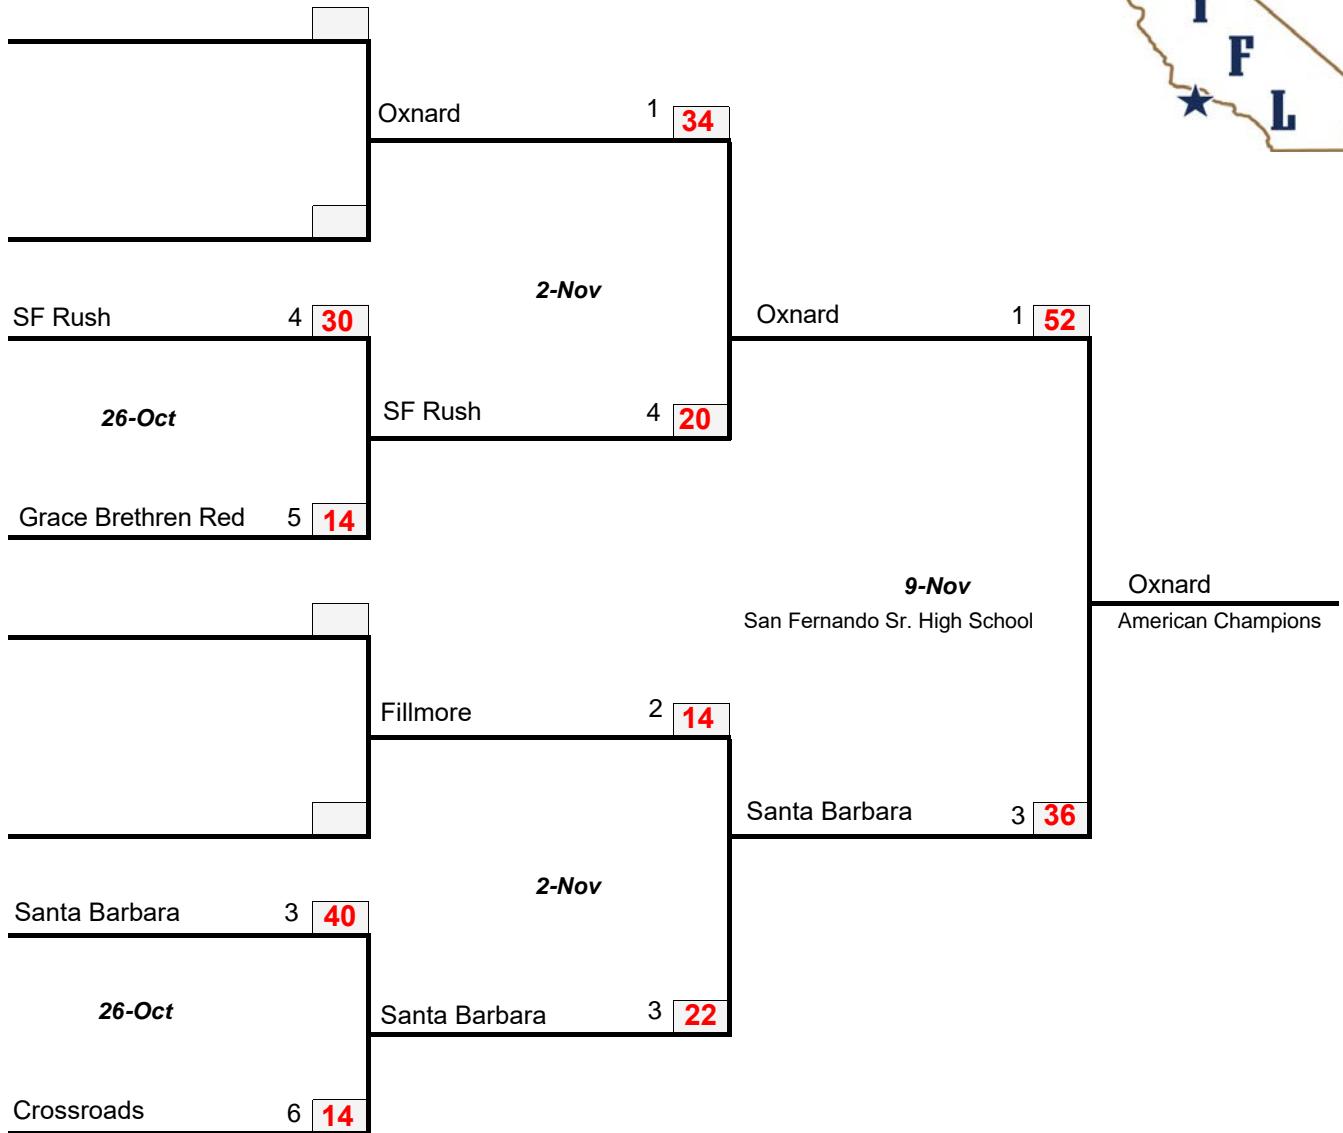 I
F
L
Oxnard 1 34
2-Nov
SF Rush 4 30
Oxnard 1 52
26-Oct
SF Rush 4 20
Grace Brethren Red 5 14
9-Nov
Oxnard
San Fernando Sr. High School
American Champions
Fillmore 2 14
Santa Barbara 3 36
2-Nov
Santa Barbara 3 40
26-Oct
Santa Barbara 3 22
Crossroads 6 14